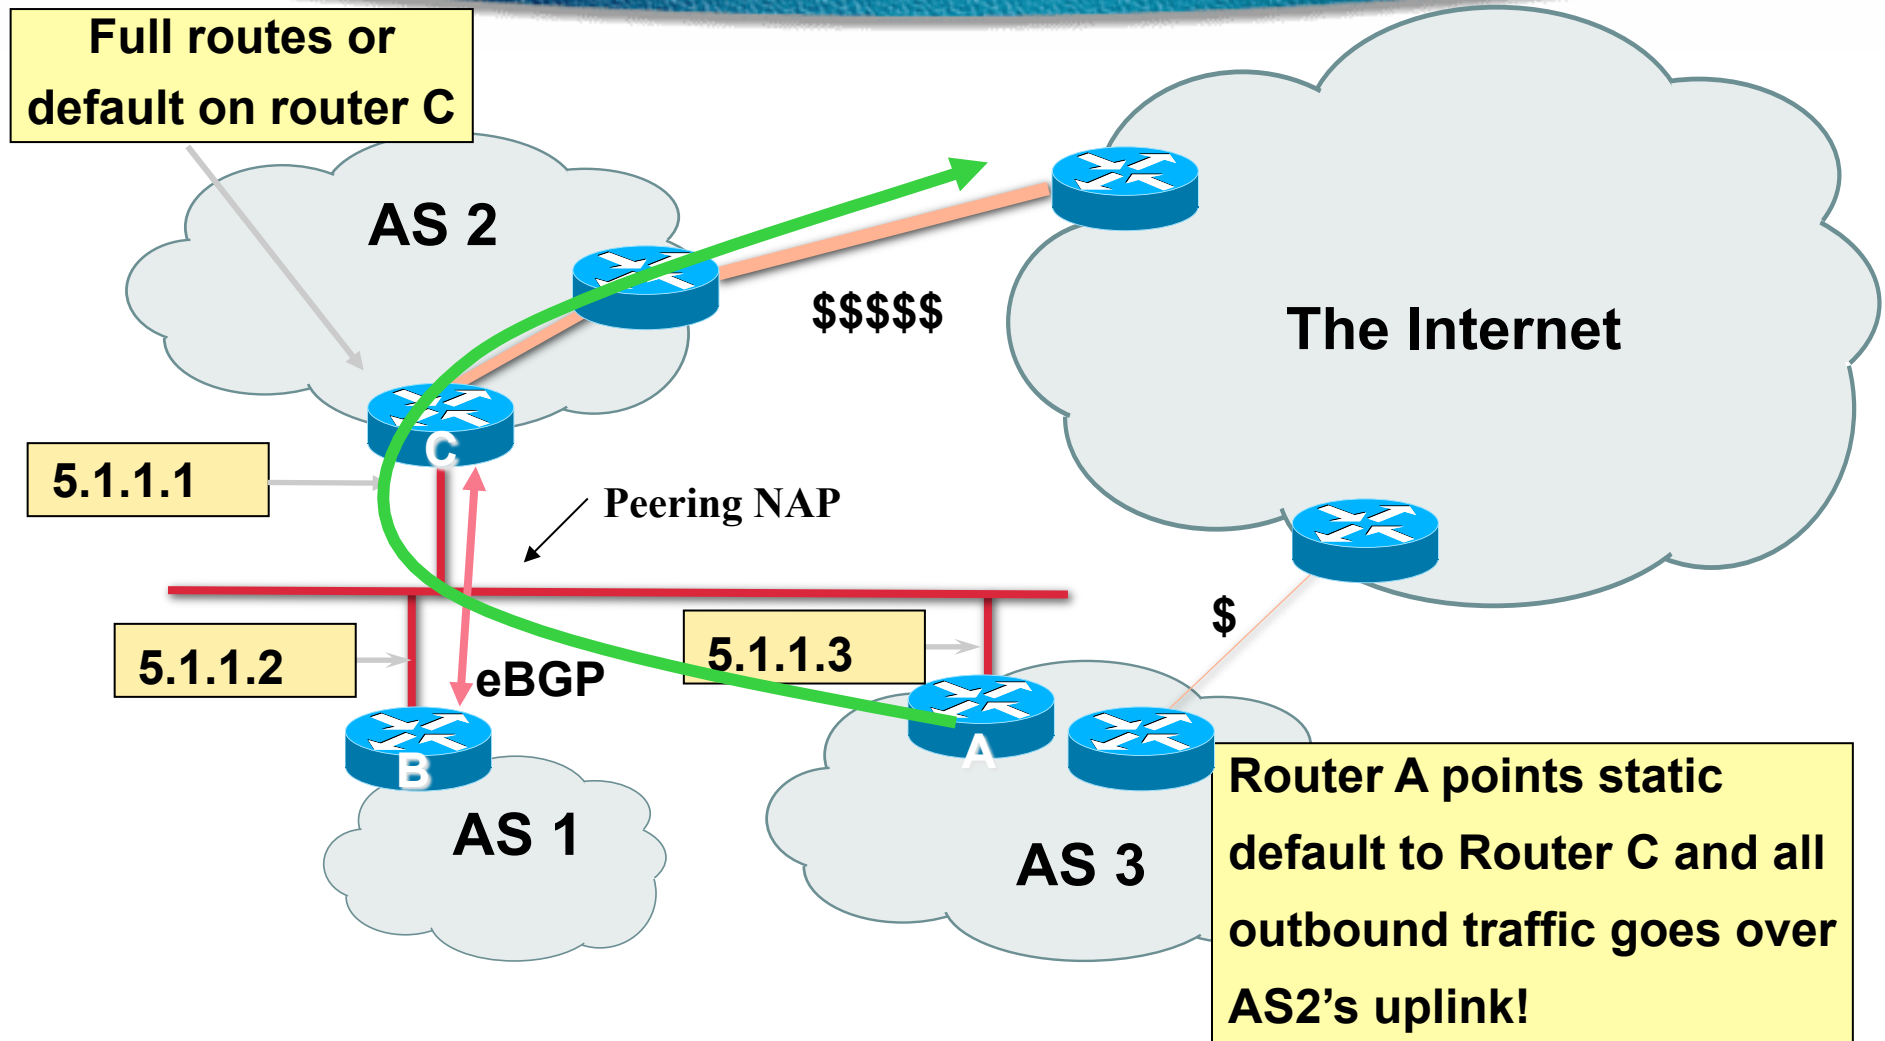 Full routes or
default on router C
AS 2
$$$$$
The Internet
C
5.1.1.1
Peering NAP
$
5.1.1.2
eBGP
5.1.1.3
B
A
AS 1
AS 3
Router A points static
default to Router C and all
outbound traffic goes over
AS2’s uplink!